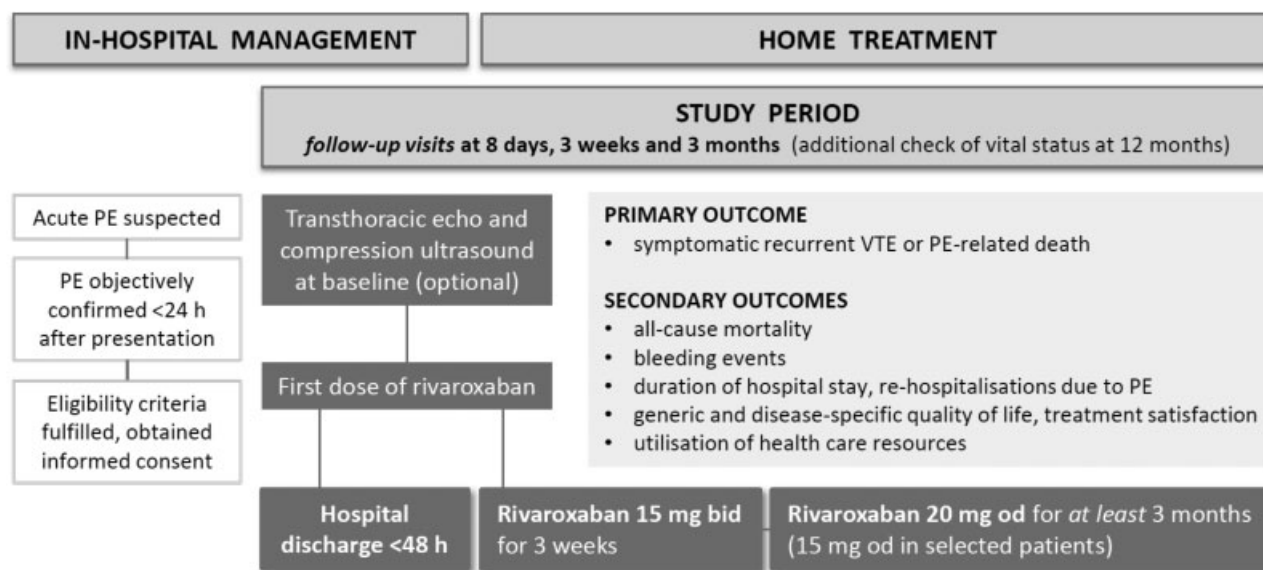 IN-HOSPITAL MANAGEMENT
HOME TREATMENT
STUDY PERIOD
follow-up visits at 8 days, 3 weeks and 3 months (additional check of vital status at 12 months)
Acute PE suspected
PE objectively
confirmed <24 h
after presentation
Eligibility criteria
fulfilled, obtained
informed consent
Transthoracic echo and
compression ultrasound
at baseline (optional)
First dose of rivaroxaban
PRIMARY OUTCOME
• symptomatic recurrent VTE or PE-related death
SECONDARY OUTCOMES
• all-cause mortality
• bleeding events
• duration of hospital stay, re-hospitalisations due to PE
• generic and disease-specific quality of life, treatment satisfaction
• utilisation of health care resources
Hospital
discharge <48 h
Rivaroxaban 15 mg bid
for 3 weeks
Rivaroxaban 20 mg od for at least 3 months
(15 mg od in selected patients)